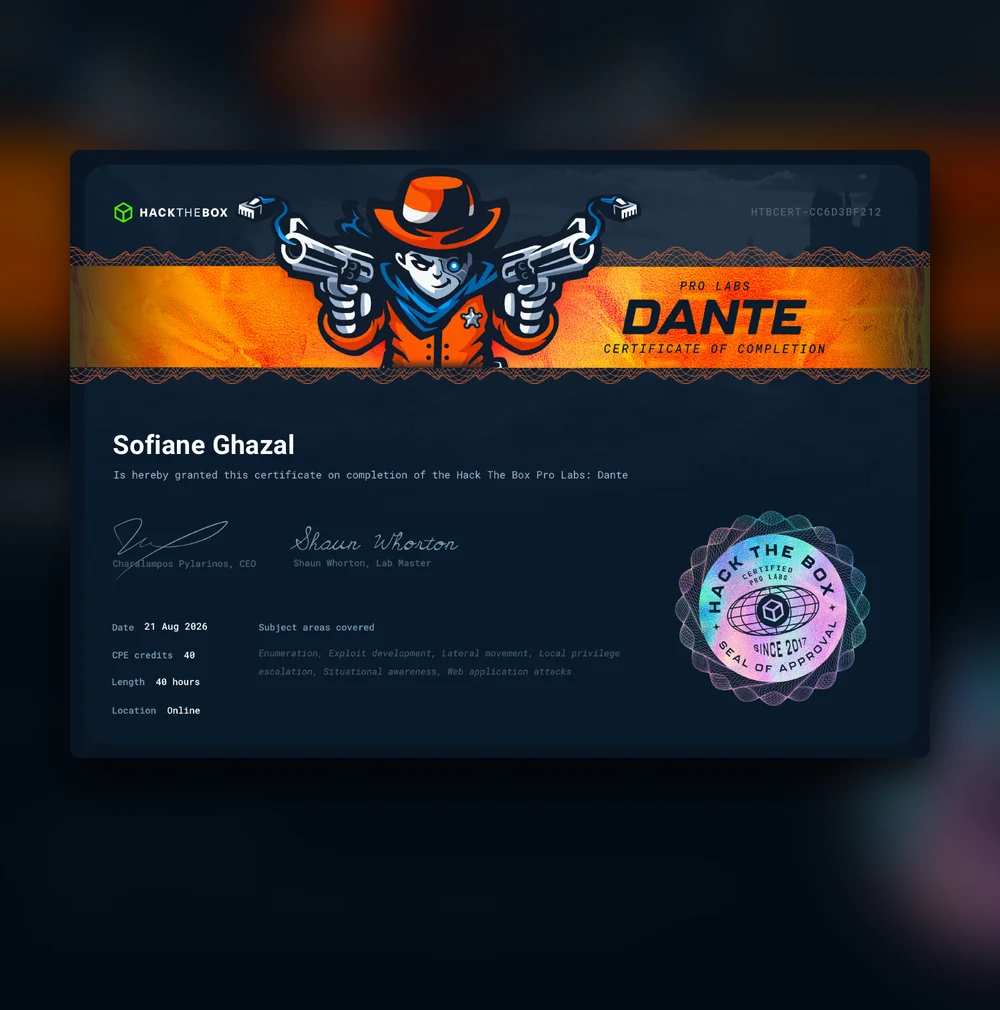 HACKTHEBOX
HTBCERT-CC6D3BF212
PRO LABS
DANTE
CERTIFICATE OF COMPLETION
Sofiane Ghazal
Is hereby granted this certificate on completion of the Hack The Box Pro Labs: Dante
Shaun Whorton
Charalampos Pylarinos, CEO
Shaun Whorton, Lab Master
Date 21 Aug 2026
CPE credits 40
Length 40 hours
Location Online
Subject areas covered
Enumeration, Exploit development, Lateral movement, Local privilege
escalation, Situational awareness, Web application attacks
HACK THE BOX
CERTIFIED
PRO LABS
SINCE 2017
SEAL OF APPROVAL